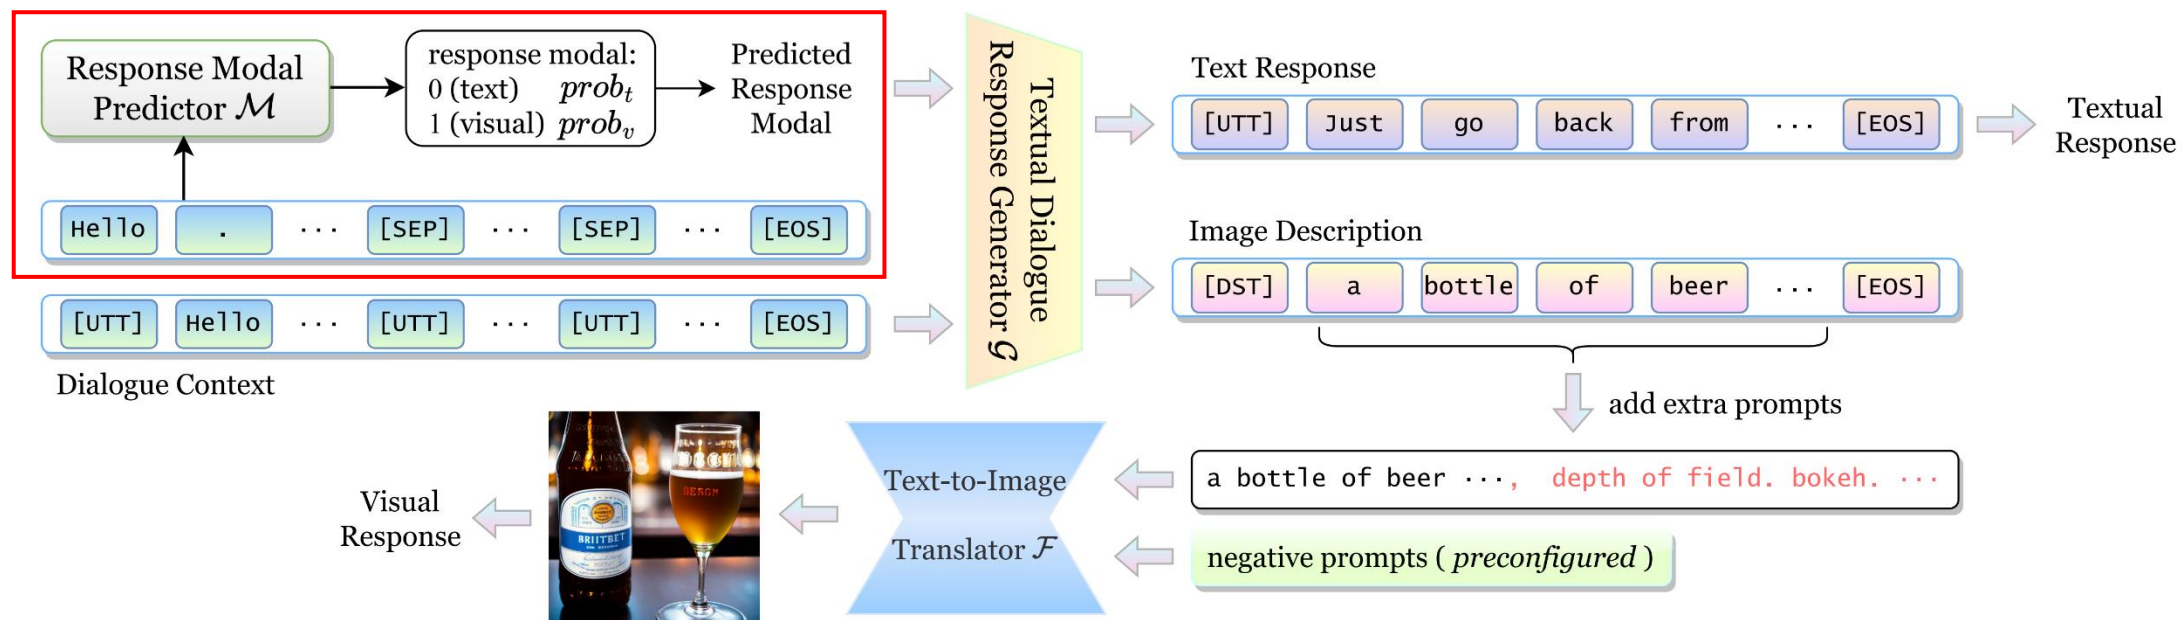 Response Modal
Predictor M
response modal:
0 (text) prob_t
1 (visual) prob_v
Predicted
Response
Modal
Hello . ··· [SEP] ··· [SEP] ··· [EOS]
[UTT] Hello ··· [UTT] ··· [UTT] ··· [EOS]
Dialogue Context
Textual Dialogue
Response Generator G
Text Response
[UTT] Just go back from ··· [EOS]
Textual
Response
Image Description
[DST] a bottle of beer ··· [EOS]
add extra prompts
a bottle of beer ···, depth of field. bokeh. ···
negative prompts ( preconfigured )
Text-to-Image
Translator F
BRIITBET
Visual
Response